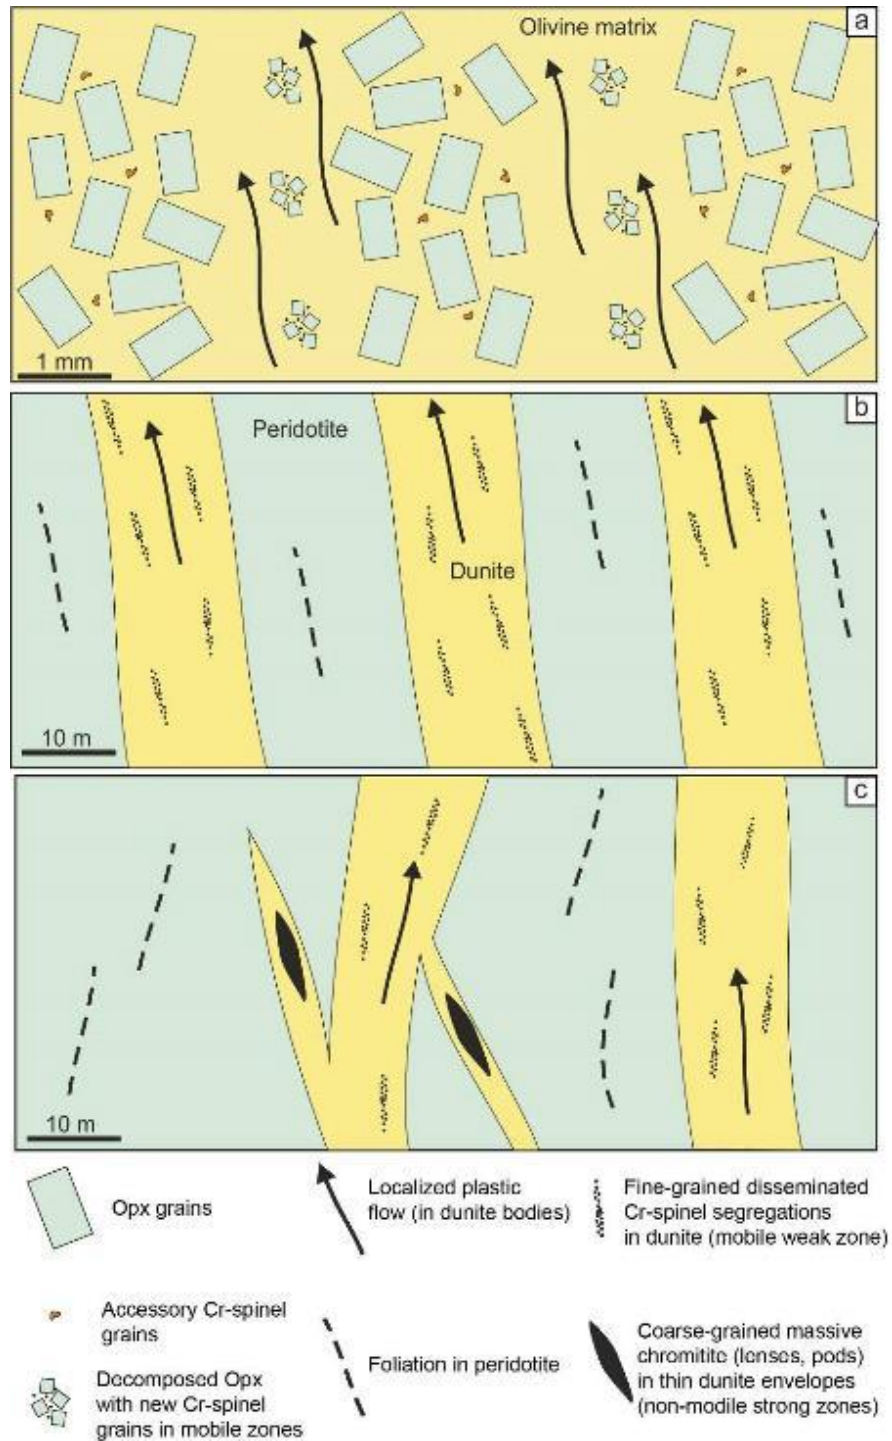 Olivine matrix
a
1 mm
b
Peridotite
Dunite
10 m
c
10 m
Opx grains
Localized plastic
flow (in dunite bodies)
Fine-grained disseminated
Cr-spinel segregations
in dunite (mobile weak zone)
Accessory Cr-spinel
grains
Foliation in peridotite
Coarse-grained massive
chromitite (lenses, pods)
in thin dunite envelopes
(non-modile strong zones)
Decomposed Opx
with new Cr-spinel
grains in mobile zones